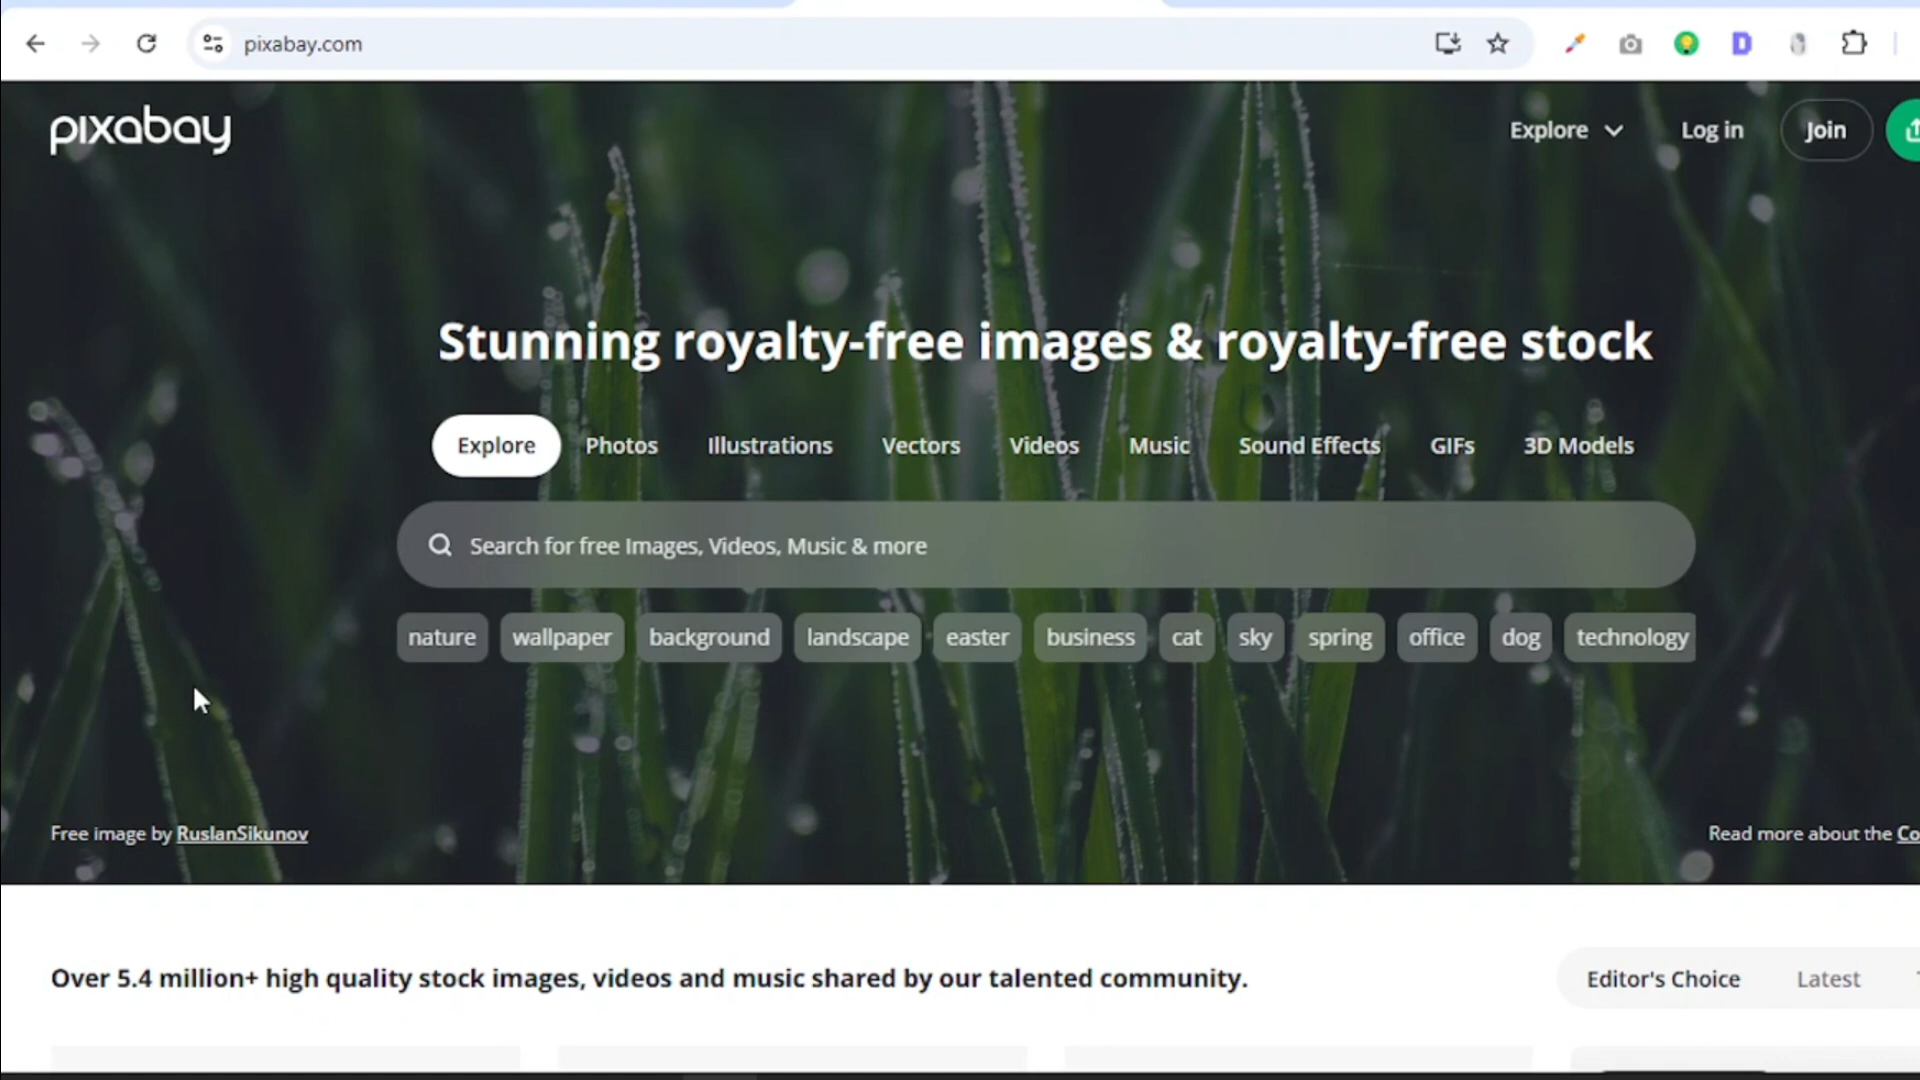 pixabay.com
pixabay
Explore Log in Join
Stunning royalty-free images & royalty-free stock
Explore Photos Illustrations Vectors Videos Music Sound Effects GIFs 3D Models
Search for free Images, Videos, Music & more
nature wallpaper background landscape easter business cat sky spring office dog technology
Free image by RuslanSikunov
Read more about the
Over 5.4 million+ high quality stock images, videos and music shared by our talented community.
Editor's Choice Latest